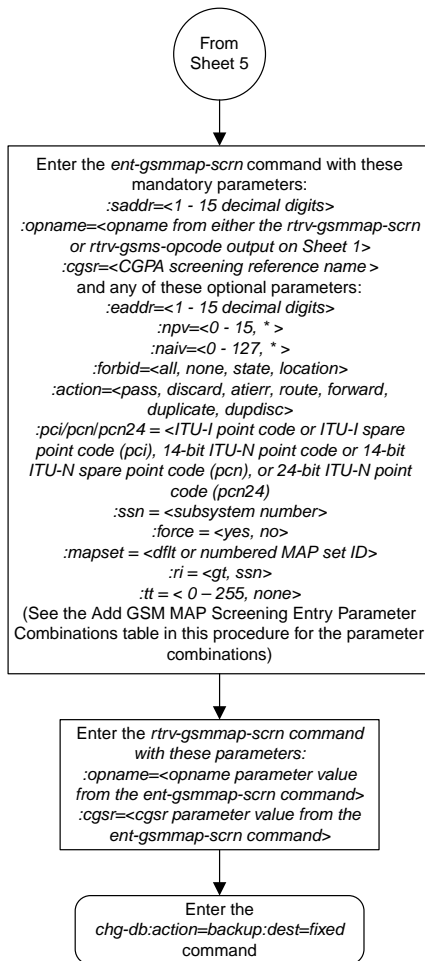 From
Sheet 5
Enter the ent-gsmmap-scrn command with these
mandatory parameters:
:saddr=<1 - 15 decimal digits>
:opname=<opname from either the rtrv-gsmmap-scrn
or rtrv-gsms-opcode output on Sheet 1>
:cgsr=<CGPA screening reference name>
and any of these optional parameters:
:eaddr=<1 - 15 decimal digits>
:npv=<0 - 15, * >
:naiv=<0 - 127, * >
:forbid=<all, none, state, location>
:action=<pass, discard, atierr, route, forward,
duplicate, dupdisc>
:pci/pcn/pcn24 = <ITU-I point code or ITU-I spare
point code (pci), 14-bit ITU-N point code or 14-bit
ITU-N spare point code (pcn), or 24-bit ITU-N point
code (pcn24)
:ssn = <subsystem number>
:force = <yes, no>
:mapset = <dflt or numbered MAP set ID>
:ri = <gt, ssn>
:tt = < 0 – 255, none>
(See the Add GSM MAP Screening Entry Parameter
Combinations table in this procedure for the parameter
combinations)
Enter the rtrv-gsmmap-scrn command
with these parameters:
:opname=<opname parameter value
from the ent-gsmmap-scrn command>
:cgsr=<cgsr parameter value from the
ent-gsmmap-scrn command>
Enter the
chg-db:action=backup:dest=fixed
command